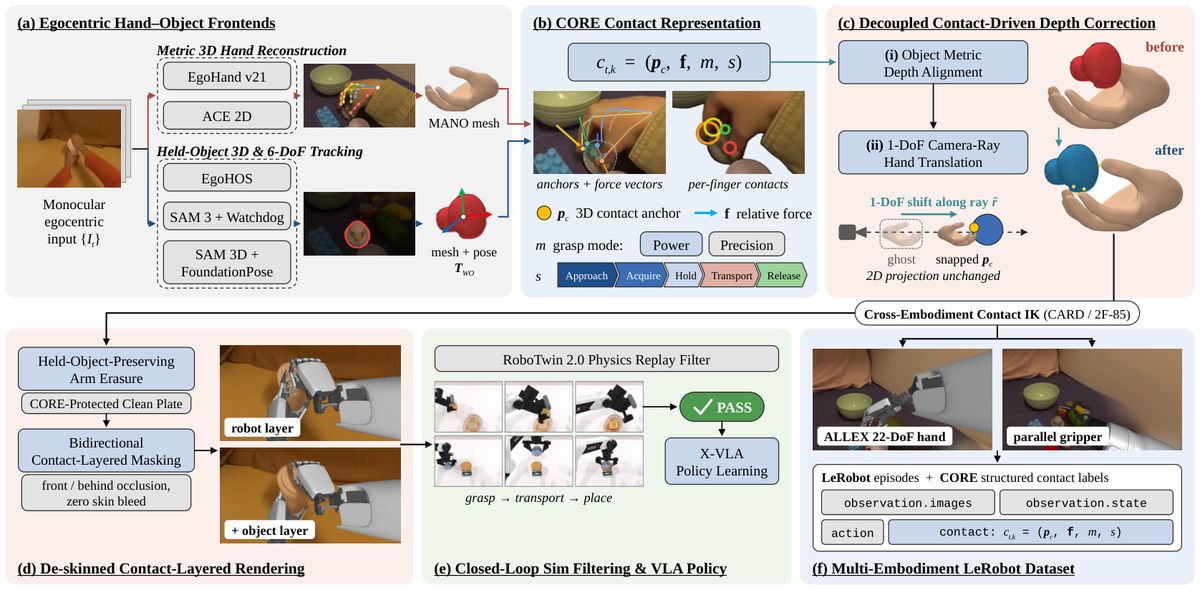 (a) Egocentric Hand–Object Frontends
Metric 3D Hand Reconstruction
EgoHand v21
ACE 2D
MANO mesh
Held-Object 3D & 6-DoF Tracking
EgoHOS
SAM 3 + Watchdog
SAM 3D +
FoundationPose
mesh + pose
T_WO
Monocular
egocentric
input {I_t}
(b) CORE Contact Representation
c_{t,k} = (p_c, f, m, s)
anchors + force vectors
per-finger contacts
p_c 3D contact anchor
f relative force
m grasp mode:
Power
Precision
s
Approach
Acquire
Hold
Transport
Release
(c) Decoupled Contact-Driven Depth Correction
(i) Object Metric
Depth Alignment
(ii) 1-DoF Camera-Ray
Hand Translation
before
after
1-DoF shift along ray r̂
ghost
snapped p_c
2D projection unchanged
Cross-Embodiment Contact IK (CARD / 2F-85)
Held-Object-Preserving
Arm Erasure
CORE-Protected Clean Plate
Bidirectional
Contact-Layered Masking
front / behind occlusion,
zero skin bleed
robot layer
+ object layer
(d) De-skinned Contact-Layered Rendering
RoboTwin 2.0 Physics Replay Filter
PASS
X-VLA
Policy Learning
grasp → transport → place
(e) Closed-Loop Sim Filtering & VLA Policy
ALLEX 22-DoF hand
parallel gripper
LeRobot episodes + CORE structured contact labels
observation.images
observation.state
action
contact: c_{t,k} = (p_c, f, m, s)
(f) Multi-Embodiment LeRobot Dataset